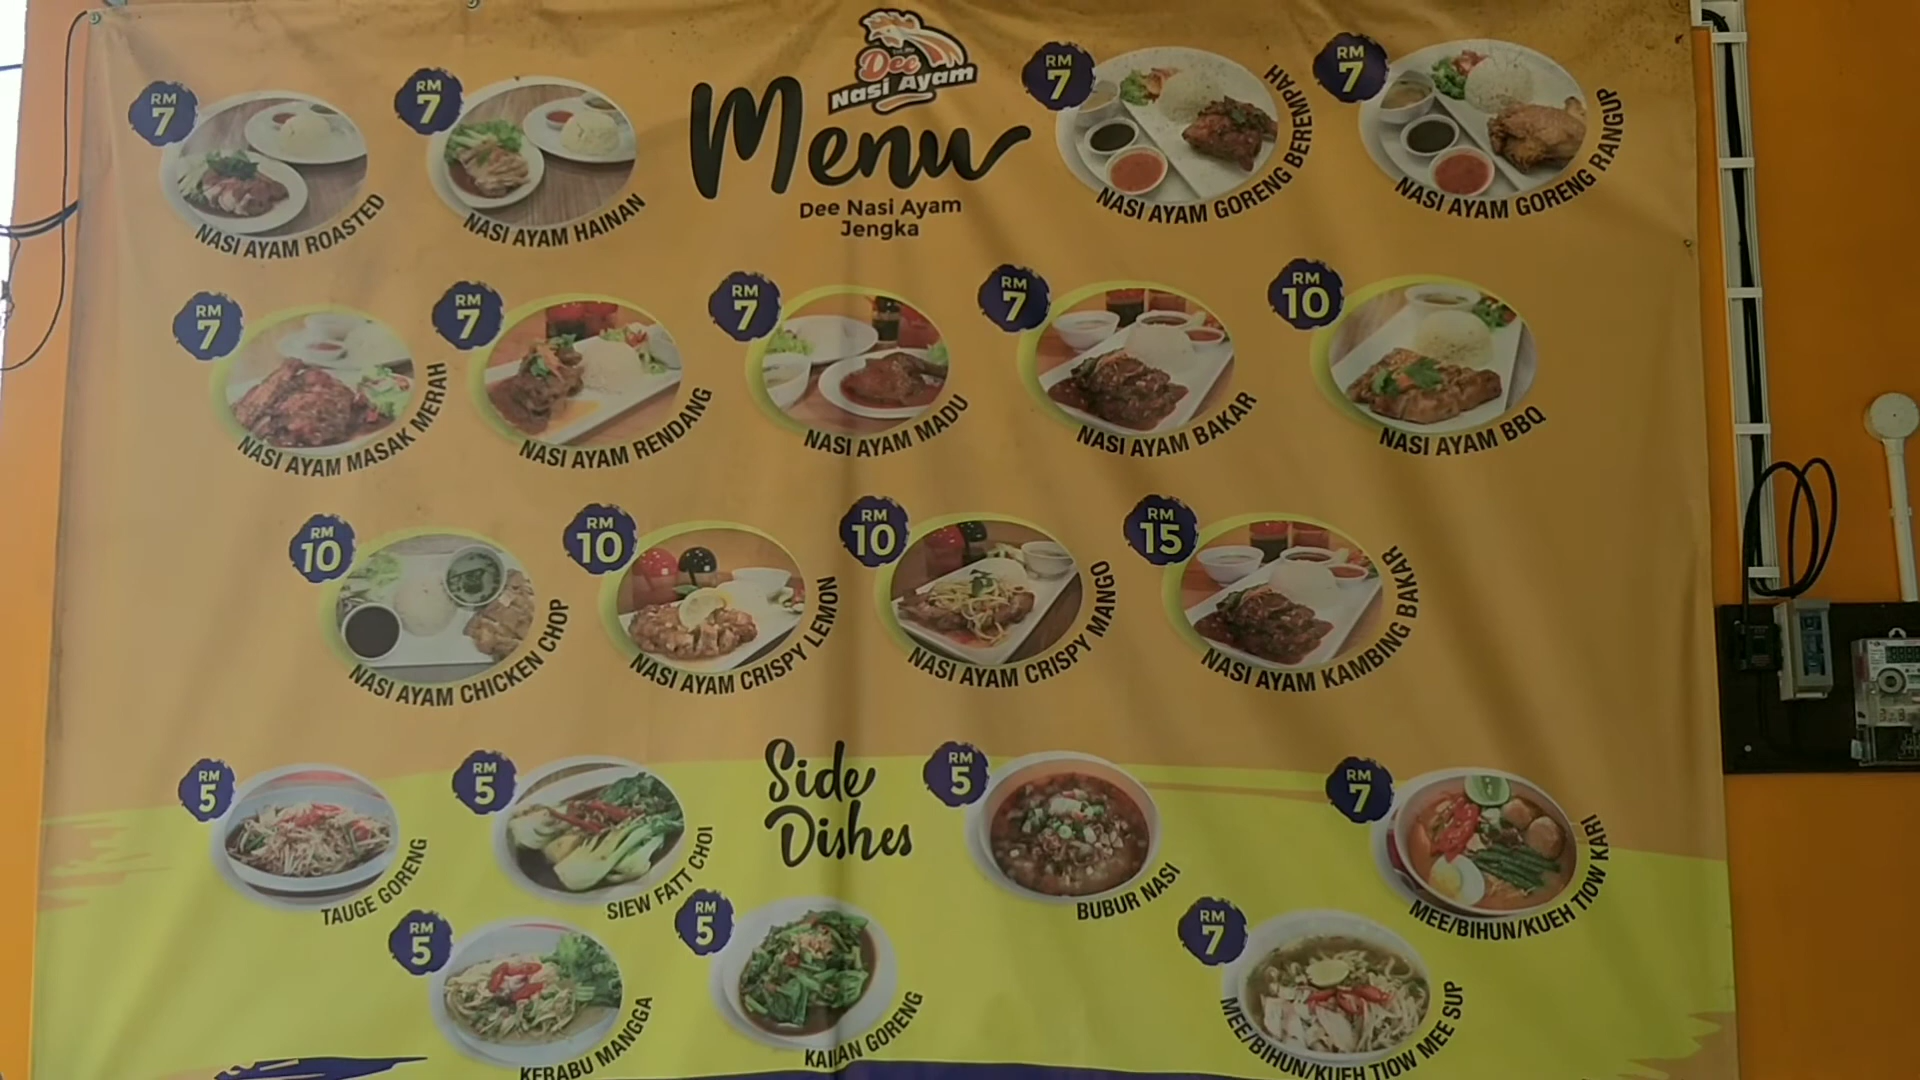 Dee
Nasi Ayam
Menu
Dee Nasi Ayam
Jengka
RM
7
NASI AYAM ROASTED
RM
7
NASI AYAM HAINAN
RM
7
NASI AYAM GORENG BEREMPAH
RM
7
NASI AYAM GORENG RANGUP
RM
7
NASI AYAM MASAK MERAH
RM
7
NASI AYAM RENDANG
RM
7
NASI AYAM MADU
RM
7
NASI AYAM BAKAR
RM
10
NASI AYAM BBQ
RM
10
NASI AYAM CHICKEN CHOP
RM
10
NASI AYAM CRISPY LEMON
RM
10
NASI AYAM CRISPY MANGO
RM
15
NASI AYAM KAMBING BAKAR
Side
Dishes
RM
5
TAUGE GORENG
RM
5
SIEW FATT CHOI
RM
5
BUBUR NASI
RM
7
MEE/BIHUN/KUEH TIOW KARI
RM
5
KERABU MANGGA
RM
5
KAILAN GORENG
RM
7
MEE/BIHUN/KUEH TIOW MEE SUP